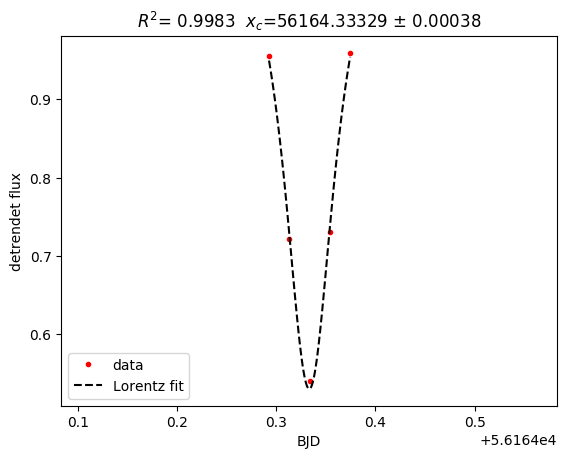 R²= 0.9983 x_c=56164.33329 ± 0.00038
detrendet flux
0.9
0.8
0.7
0.6
data
Lorentz fit
0.1 0.2 0.3 0.4 0.5
BJD
+5.6164e4